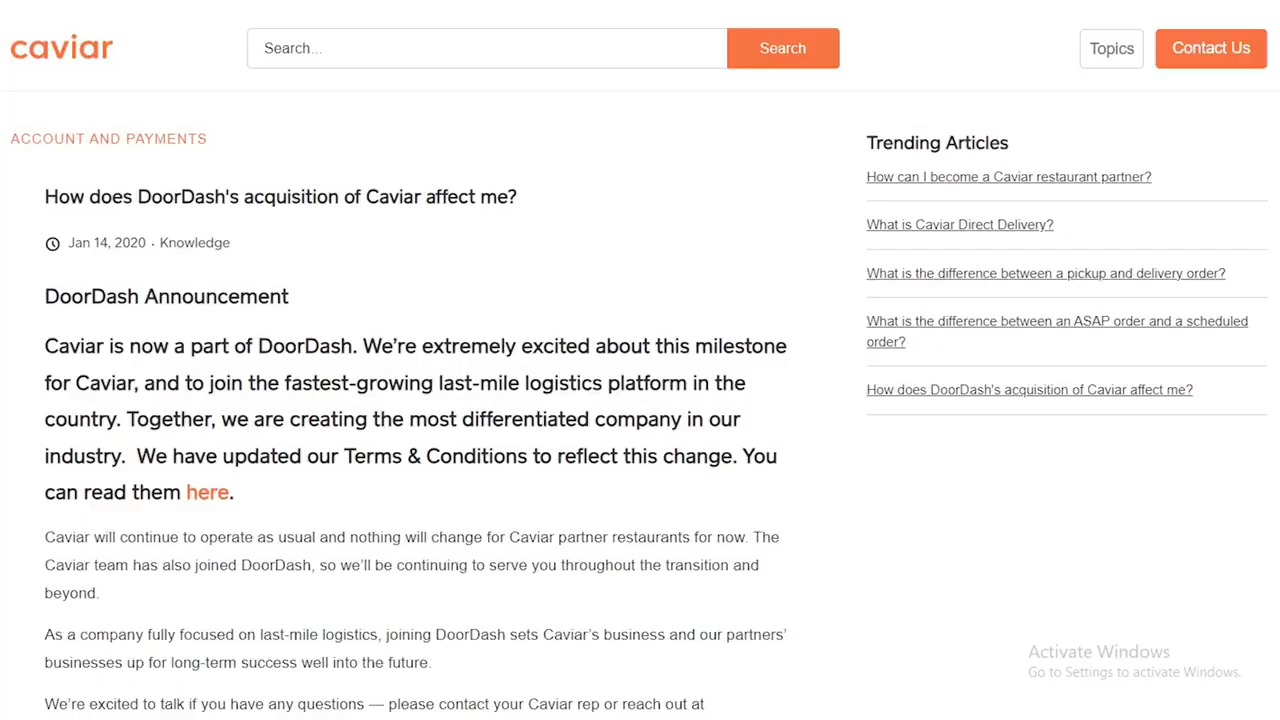 caviar
Search...
Search
Topics
Contact Us
ACCOUNT AND PAYMENTS
How does DoorDash's acquisition of Caviar affect me?
Jan 14, 2020 · Knowledge
DoorDash Announcement
Caviar is now a part of DoorDash. We’re extremely excited about this milestone
for Caviar, and to join the fastest-growing last-mile logistics platform in the
country. Together, we are creating the most differentiated company in our
industry.  We have updated our Terms & Conditions to reflect this change. You
can read them here.
Caviar will continue to operate as usual and nothing will change for Caviar partner restaurants for now. The
Caviar team has also joined DoorDash, so we’ll be continuing to serve you throughout the transition and
beyond.
As a company fully focused on last-mile logistics, joining DoorDash sets Caviar’s business and our partners’
businesses up for long-term success well into the future.
We’re excited to talk if you have any questions — please contact your Caviar rep or reach out at
Trending Articles
How can I become a Caviar restaurant partner?
What is Caviar Direct Delivery?
What is the difference between a pickup and delivery order?
What is the difference between an ASAP order and a scheduled
order?
How does DoorDash's acquisition of Caviar affect me?
Activate Windows
Go to Settings to activate Windows.